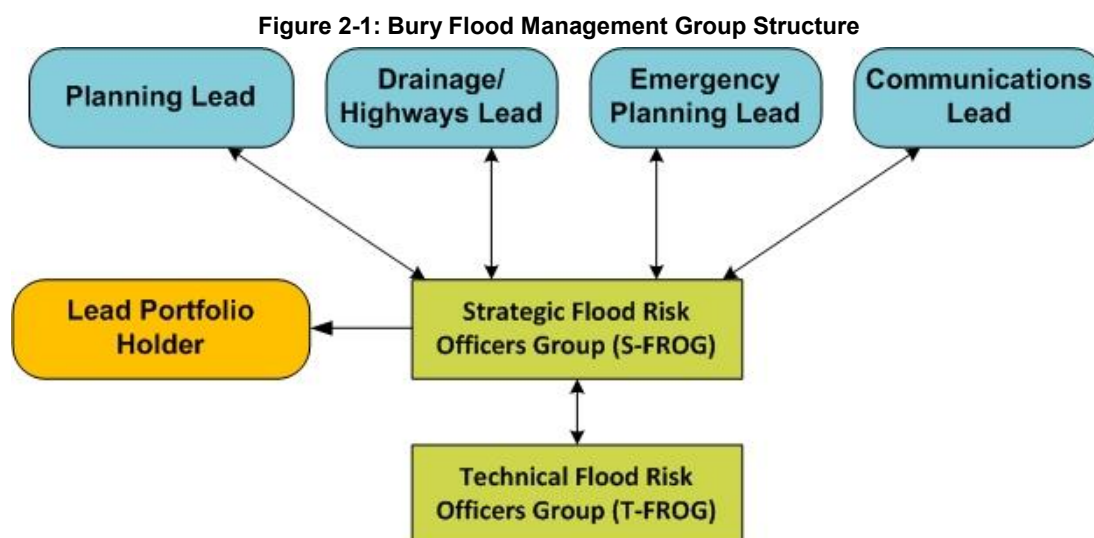 Figure 2-1: Bury Flood Management Group Structure
Planning Lead
Drainage/
Highways Lead
Emergency
Planning Lead
Communications
Lead
Lead Portfolio
Holder
Strategic Flood Risk
Officers Group (S-FROG)
Technical Flood Risk
Officers Group (T-FROG)